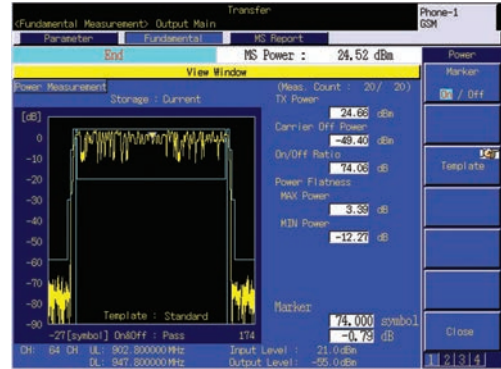 Transfer
<Fundamental Measurement> Output Main
Phone-1
GSM
Parameter
Fundamental
MS Report
End
MS Power : 24.52 dBm
Power
View Window
Marker
On / Off
Power Measurement
(Meas. Count : 20/ 20)
Storage : Current
TX Power
24.66 dBm
[dB]
Carrier Off Power
-49.40 dBm
On/Off Ratio
74.06 dB
Template
Power Flatness
MAX Power
3.39 dB
MIN Power
-12.27 dB
0
-10
-20
-30
-40
-50
-60
-70
-80
-90
Template : Standard
Marker
74.000 symbol
-0.79 dB
-27[symbol] On&Off : Pass 174
Close
CH: 64 CH UL: 902.800000MHz Input Level : 21.0dBm
DL: 947.800000MHz Output Level: -55.0dBm
1 2 3 4